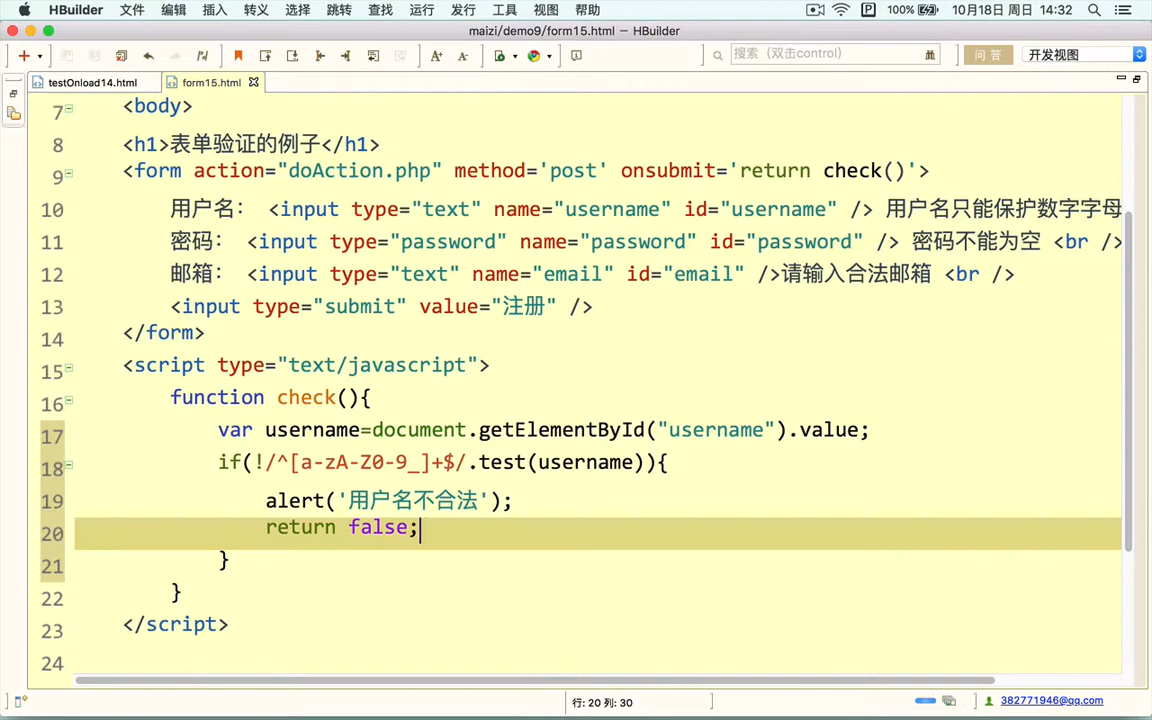 HBuilder 文件 编辑 插入 转义 选择 跳转 查找 运行 发行 工具 视图 帮助 P 100% 10月18日 周日 14:32
maizi/demo9/form15.html — HBuilder
搜索（双击control） 问 答 开发视图
testOnload14.html form15.html
7 <body>
8 <h1>表单验证的例子</h1>
9 <form action="doAction.php" method='post' onsubmit='return check()'>
10 用户名： <input type="text" name="username" id="username" /> 用户名只能保护数字字母
11 密码： <input type="password" name="password" id="password" /> 密码不能为空 <br />
12 邮箱： <input type="text" name="email" id="email" />请输入合法邮箱 <br />
13 <input type="submit" value="注册" />
14 </form>
15 <script type="text/javascript">
16 function check(){
17 var username=document.getElementById("username").value;
18 if(!/^[a-zA-Z0-9_]+$/.test(username)){
19 alert('用户名不合法');
20 return false;
21 }
22 }
23 </script>
24
行: 20 列: 30 382771946@qq.com